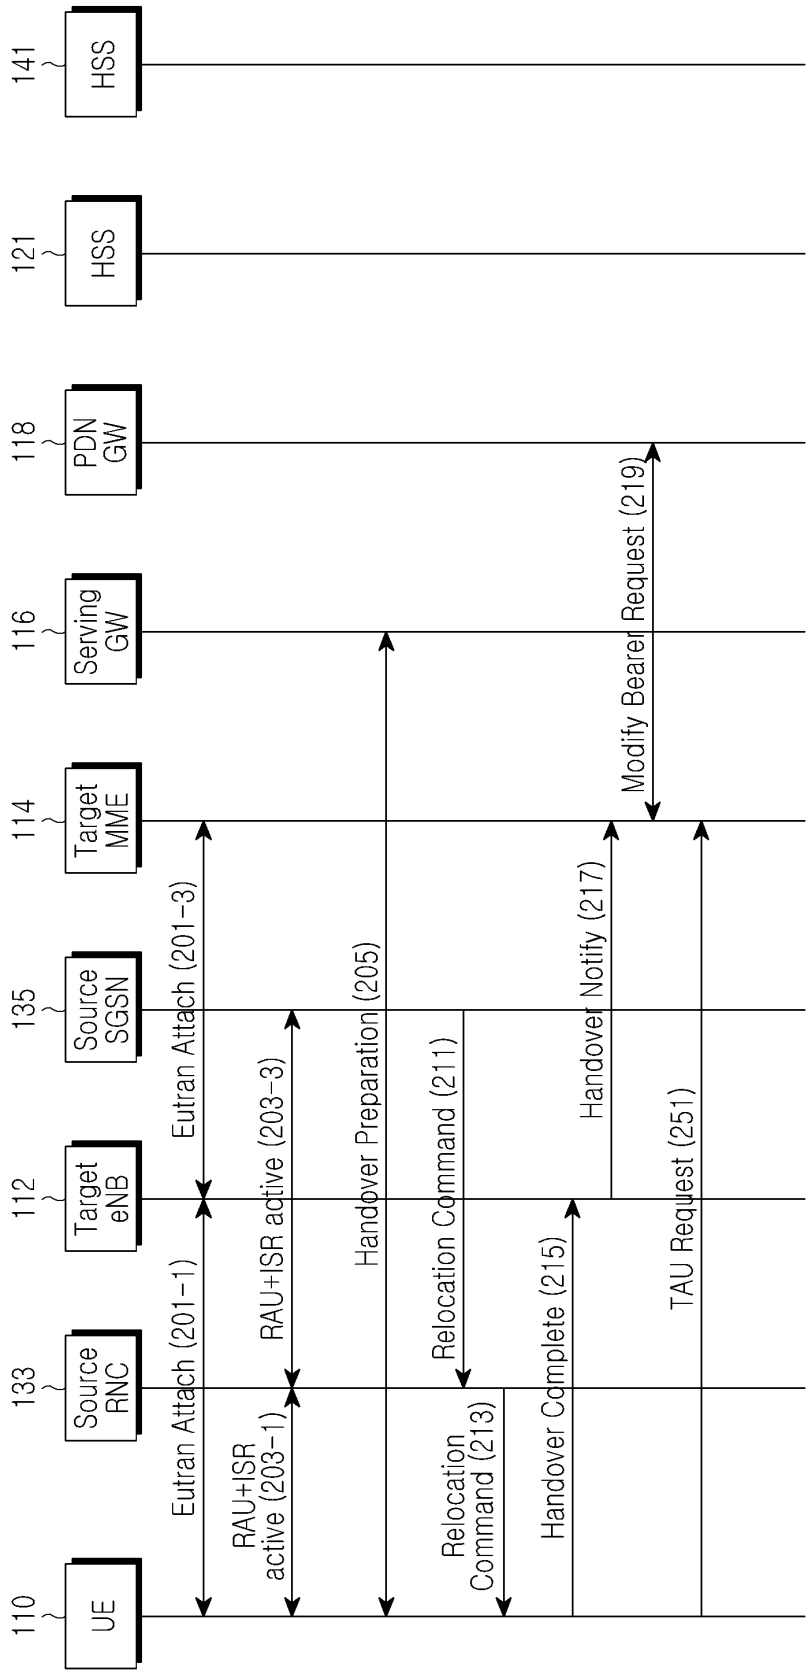 110
133
112
135
114
116
118
121
141
UE
Source
RNC
Target
eNB
Source
SGSN
Target
MME
Serving
GW
PDN
GW
HSS
HSS
Eutran Attach (201-1)
Eutran Attach (201-3)
RAU+ISR
active (203-1)
RAU+ISR active (203-3)
Handover Preparation (205)
Relocation Command (211)
Relocation
Command (213)
Handover Complete (215)
Handover Notify (217)
Modify Bearer Request (219)
TAU Request (251)